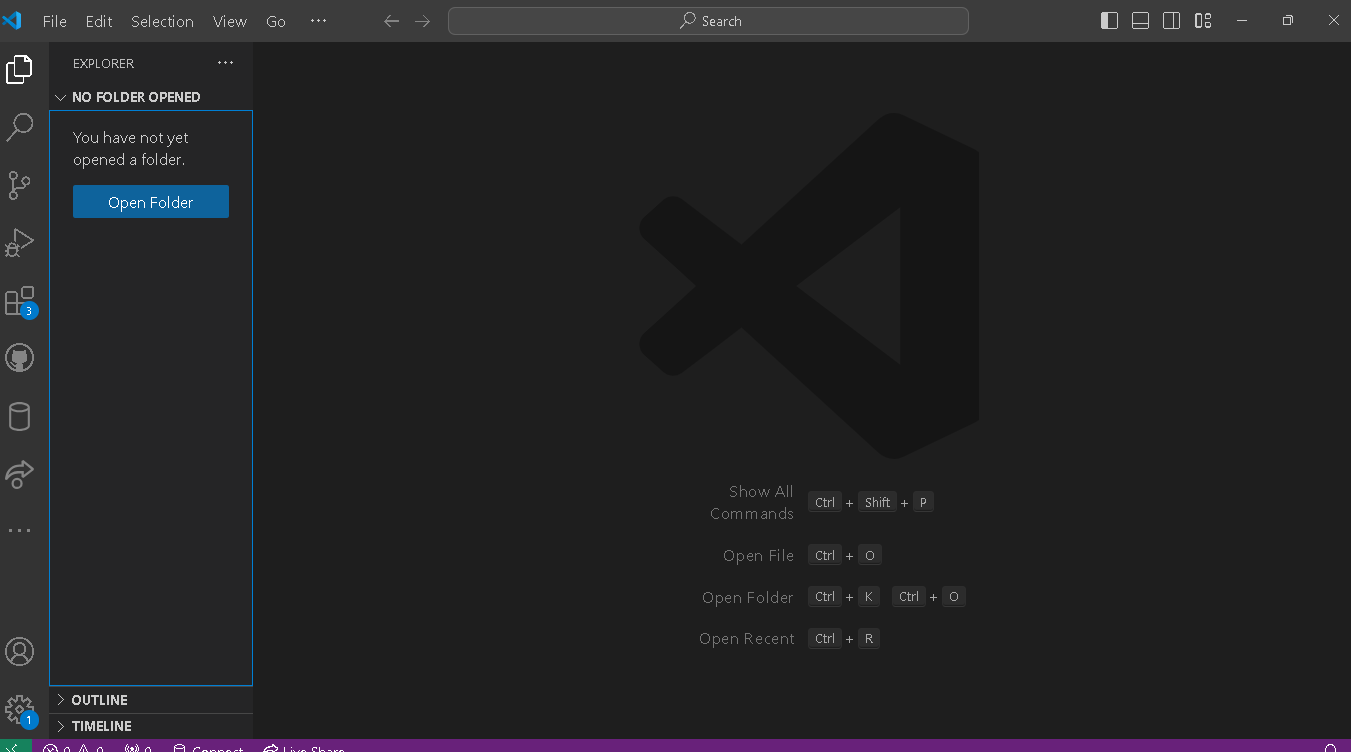 File Edit Selection View Go ···
Search
EXPLORER ···
NO FOLDER OPENED
You have not yet
opened a folder.
Open Folder
3
1
Show All
Commands
Ctrl + Shift + P
Open File Ctrl + O
Open Folder Ctrl + K Ctrl + O
Open Recent Ctrl + R
OUTLINE
TIMELINE
0 0 0 Connect Live Share